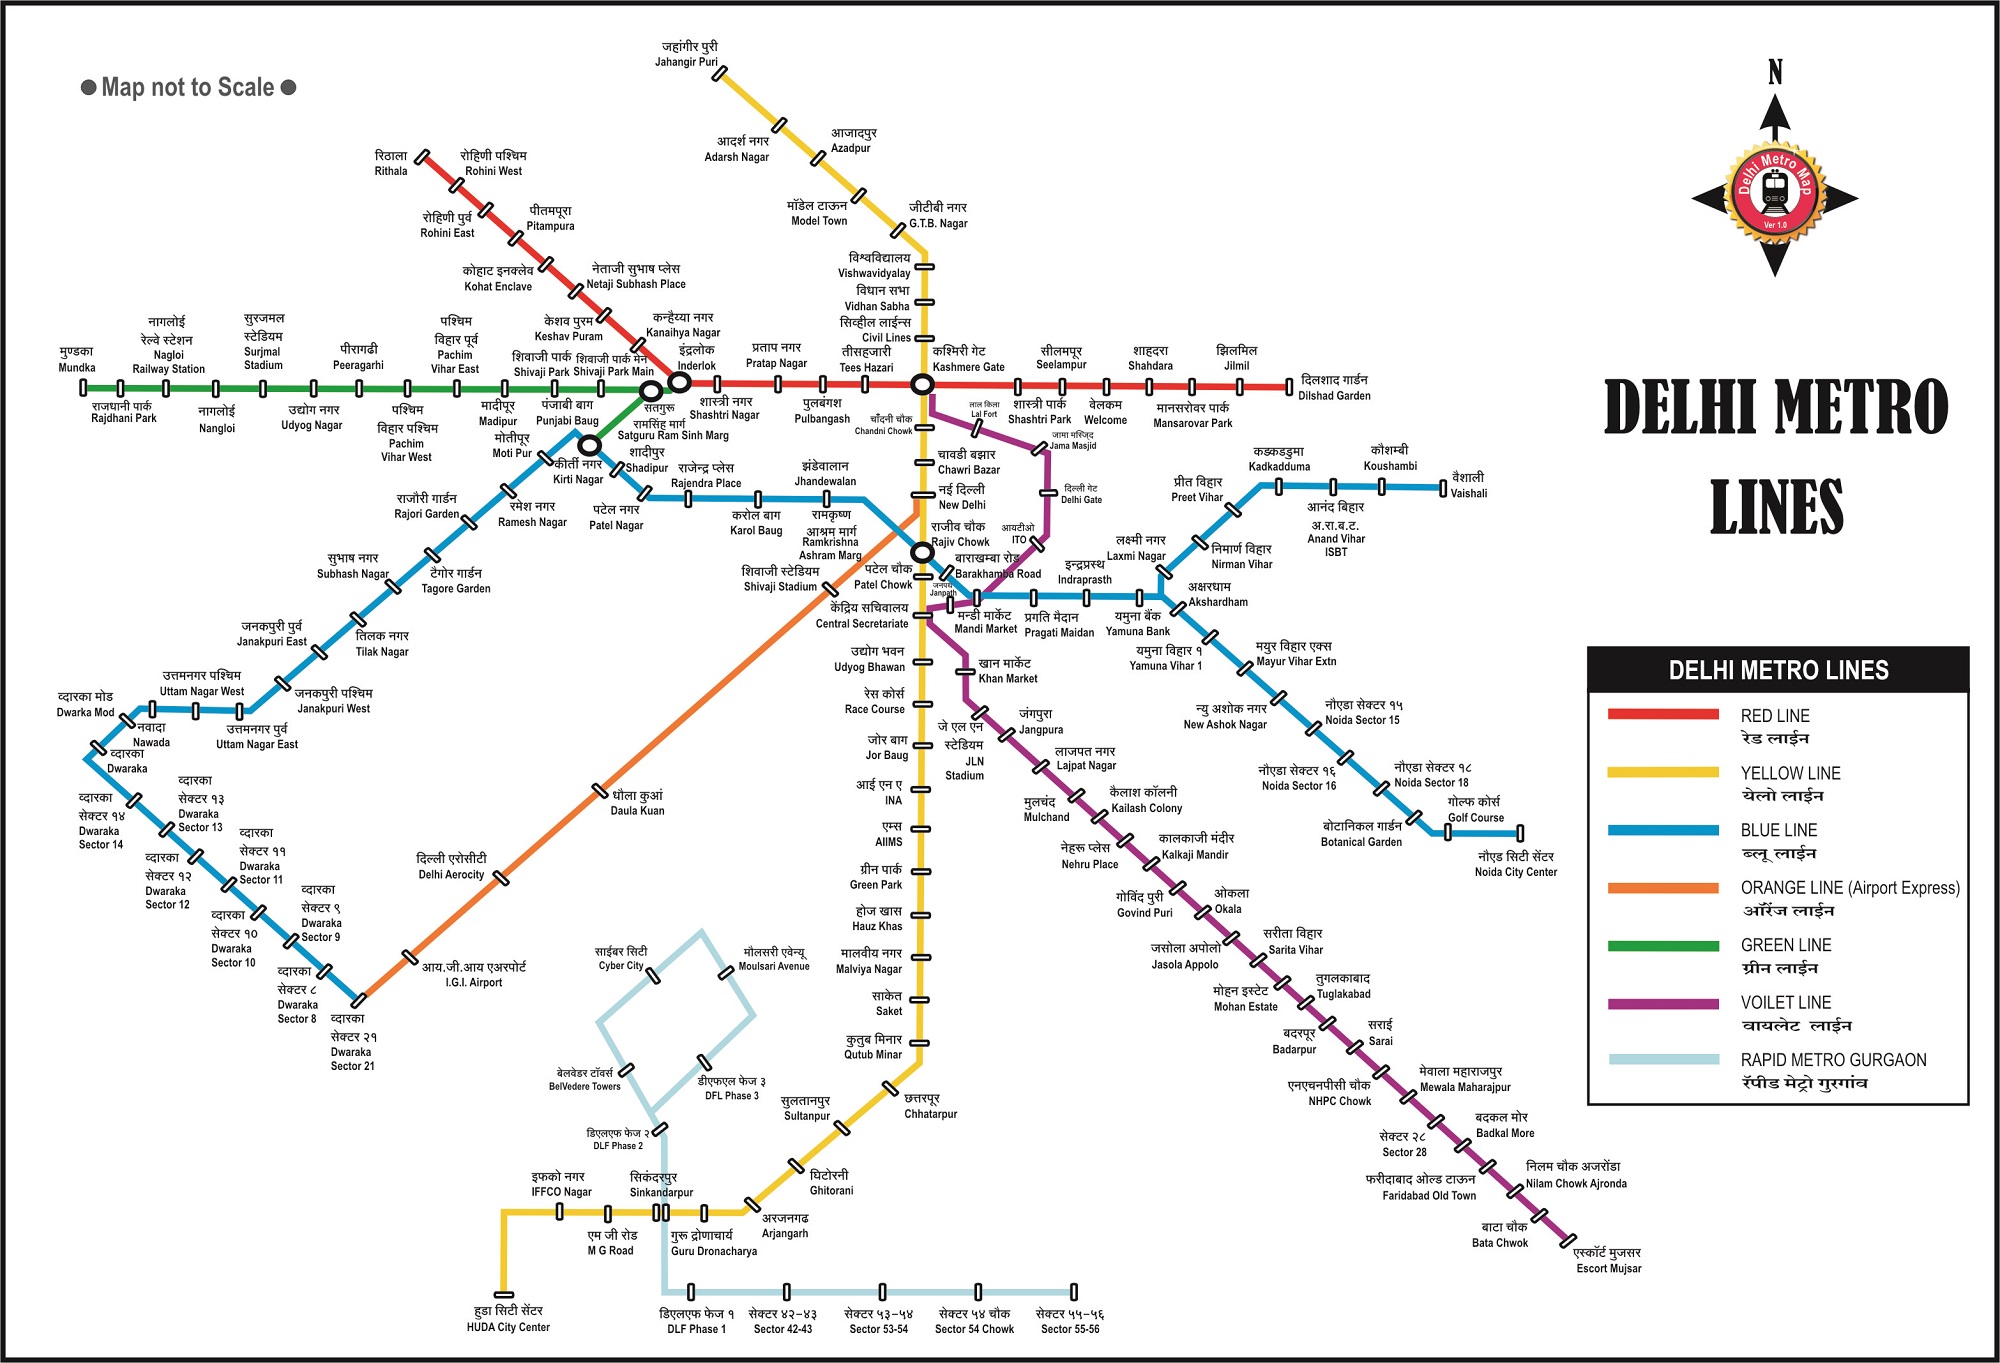 ● Map not to Scale ●
N
Delhi Metro Map
Ver 1.0
DELHI METRO
LINES
जहांगीर पुरी
Jahangir Puri
आदर्श नगर
Adarsh Nagar
आजादपुर
Azadpur
मॉडेल टाऊन
Model Town
जीटीबी नगर
G.T.B. Nagar
विश्वविद्यालय
Vishwavidyalay
विधान सभा
Vidhan Sabha
सिव्हील लाईन्स
Civil Lines
कश्मिरी गेट
Kashmere Gate
चाँदनी चौक
Chandni Chowk
चावडी बझार
Chawri Bazar
नई दिल्ली
New Delhi
राजीव चौक
Rajiv Chowk
पटेल चौक
Patel Chowk
केंद्रिय सचिवालय
Central Secretariate
उद्योग भवन
Udyog Bhawan
रेस कोर्स
Race Course
जोर बाग
Jor Baug
आई एन ए
INA
एम्स
AIIMS
ग्रीन पार्क
Green Park
होज खास
Hauz Khas
मालवीय नगर
Malviya Nagar
साकेत
Saket
कुतुब मिनार
Qutub Minar
छत्तरपूर
Chhatarpur
सुलतानपुर
Sultanpur
घिटोरनी
Ghitorani
अरजनगढ
Arjangarh
गुरू द्रोणाचार्य
Guru Dronacharya
सिकंदरपुर
Sinkandarpur
एम जी रोड
M G Road
इफको नगर
IFFCO Nagar
हुडा सिटी सेंटर
HUDA City Center
रिठाला
Rithala
रोहिणी पश्चिम
Rohini West
रोहिणी पुर्व
Rohini East
पीतमपूरा
Pitampura
कोहाट इनक्लेव
Kohat Enclave
नेताजी सुभाष प्लेस
Netaji Subhash Place
केशव पुरम
Keshav Puram
कन्हैय्या नगर
Kanaihya Nagar
इंद्रलोक
Inderlok
शास्त्री नगर
Shashtri Nagar
प्रताप नगर
Pratap Nagar
पुलबंगश
Pulbangash
तीसहजारी
Tees Hazari
शास्त्री पार्क
Shashtri Park
सीलमपूर
Seelampur
वेलकम
Welcome
शाहदरा
Shahdara
मानसरोवर पार्क
Mansarovar Park
झिलमिल
Jilmil
दिलशाद गार्डन
Dilshad Garden
मुण्डका
Mundka
राजधानी पार्क
Rajdhani Park
नागलोई
रेल्वे स्टेशन
Nagloi
Railway Station
नागलोई
Nangloi
सुरजमल
स्टेडियम
Surjmal
Stadium
उद्योग नगर
Udyog Nagar
पीरागढी
Peeragarhi
पश्चिम
विहार पश्चिम
Pachim
Vihar West
पश्चिम
विहार पूर्व
Pachim
Vihar East
मादीपूर
Madipur
शिवाजी पार्क
Shivaji Park
पंजाबी बाग
Punjabi Baug
शिवाजी पार्क मेन
Shivaji Park Main
सतगुरू
रामसिंह मार्ग
Satguru Ram Sinh Marg
मोतीपूर
Moti Pur
कीर्ती नगर
Kirti Nagar
शादीपुर
Shadipur
पटेल नगर
Patel Nagar
राजेन्द्र प्लेस
Rajendra Place
करोल बाग
Karol Baug
झंडेवालान
Jhandewalan
रामकृष्ण
आश्रम मार्ग
Ramkrishna
Ashram Marg
बाराखम्बा रोड
Barakhamba Road
जनपथ
Janpath
मन्डी मार्केट
Mandi Market
प्रगति मैदान
Pragati Maidan
इन्द्रप्रस्थ
Indraprasth
यमुना बैंक
Yamuna Bank
लक्ष्मी नगर
Laxmi Nagar
निमार्ण विहार
Nirman Vihar
प्रीत विहार
Preet Vihar
कड्कडडुमा
Kadkadduma
आनंद बिहार
अ.रा.ब.ट.
Anand Vihar
ISBT
कौशम्बी
Koushambi
वैशाली
Vaishali
अक्षरधाम
Akshardham
यमुना विहार १
Yamuna Vihar 1
मयुर विहार एक्स
Mayur Vihar Extn
न्यु अशोक नगर
New Ashok Nagar
नौएडा सेक्टर १५
Noida Sector 15
नौएडा सेक्टर १६
Noida Sector 16
नौएडा सेक्टर १८
Noida Sector 18
बोटानिकल गार्डन
Botanical Garden
गोल्फ कोर्स
Golf Course
नौएड सिटी सेंटर
Noida City Center
रमेश नगर
Ramesh Nagar
राजौरी गार्डन
Rajori Garden
टैगोर गार्डन
Tagore Garden
सुभाष नगर
Subhash Nagar
तिलक नगर
Tilak Nagar
जनकपुरी पुर्व
Janakpuri East
जनकपुरी पश्चिम
Janakpuri West
उत्तमनगर पश्चिम
Uttam Nagar West
उत्तमनगर पुर्व
Uttam Nagar East
नवादा
Nawada
व्दारका मोड
Dwarka Mod
व्दारका
Dwaraka
व्दारका
सेक्टर १४
Dwaraka
Sector 14
व्दारका
सेक्टर १३
Dwaraka
Sector 13
व्दारका
सेक्टर १२
Dwaraka
Sector 12
व्दारका
सेक्टर ११
Dwaraka
Sector 11
व्दारका
सेक्टर १०
Dwaraka
Sector 10
व्दारका
सेक्टर ९
Dwaraka
Sector 9
व्दारका
सेक्टर ८
Dwaraka
Sector 8
व्दारका
सेक्टर २१
Dwaraka
Sector 21
शिवाजी स्टेडियम
Shivaji Stadium
धौला कुआं
Daula Kuan
दिल्ली एरोसीटी
Delhi Aerocity
आय.जी.आय एअरपोर्ट
I.G.I. Airport
लाल किला
Lal Fort
जामा मस्जिद
Jama Masjid
दिल्ली गेट
Delhi Gate
आयटीओ
ITO
खान मार्केट
Khan Market
जे एल एन
स्टेडियम
JLN
Stadium
जंगपुरा
Jangpura
लाजपत नगर
Lajpat Nagar
मुलचंद
Mulchand
कैलाश कॉलनी
Kailash Colony
नेहरू प्लेस
Nehru Place
कालकाजी मंदीर
Kalkaji Mandir
गोविंद पुरी
Govind Puri
ओकला
Okala
जसोला अपोलो
Jasola Appolo
सरीता विहार
Sarita Vihar
मोहन इस्टेट
Mohan Estate
तुगलकाबाद
Tuglakabad
बदरपूर
Badarpur
सराई
Sarai
एनएचनपीसी चौक
NHPC Chowk
मेवाला महाराजपुर
Mewala Maharajpur
सेक्टर २८
Sector 28
बदकल मोर
Badkal More
फरीदाबाद ओल्ड टाऊन
Faridabad Old Town
निलम चौक अजरोंडा
Nilam Chowk Ajronda
बाटा चौक
Bata Chwok
एस्कॉर्ट मुजसर
Escort Mujsar
साईबर सिटी
Cyber City
मौलसरी एवेन्यू
Moulsari Avenue
बेलवेडर टॉवर्स
BelVedere Towers
डीएफएल फेज ३
DFL Phase 3
डिएलएफ फेज २
DLF Phase 2
डिएलएफ फेज १
DLF Phase 1
सेक्टर ४२-४३
Sector 42-43
सेक्टर ५३-५४
Sector 53-54
सेक्टर ५४ चौक
Sector 54 Chowk
सेक्टर ५५-५६
Sector 55-56
DELHI METRO LINES
RED LINE
रेड लाईन
YELLOW LINE
येलो लाईन
BLUE LINE
ब्लू लाईन
ORANGE LINE (Airport Express)
ऑरेंज लाईन
GREEN LINE
ग्रीन लाईन
VOILET LINE
वायलेट लाईन
RAPID METRO GURGAON
रॅपीड मेट्रो गुरगांव